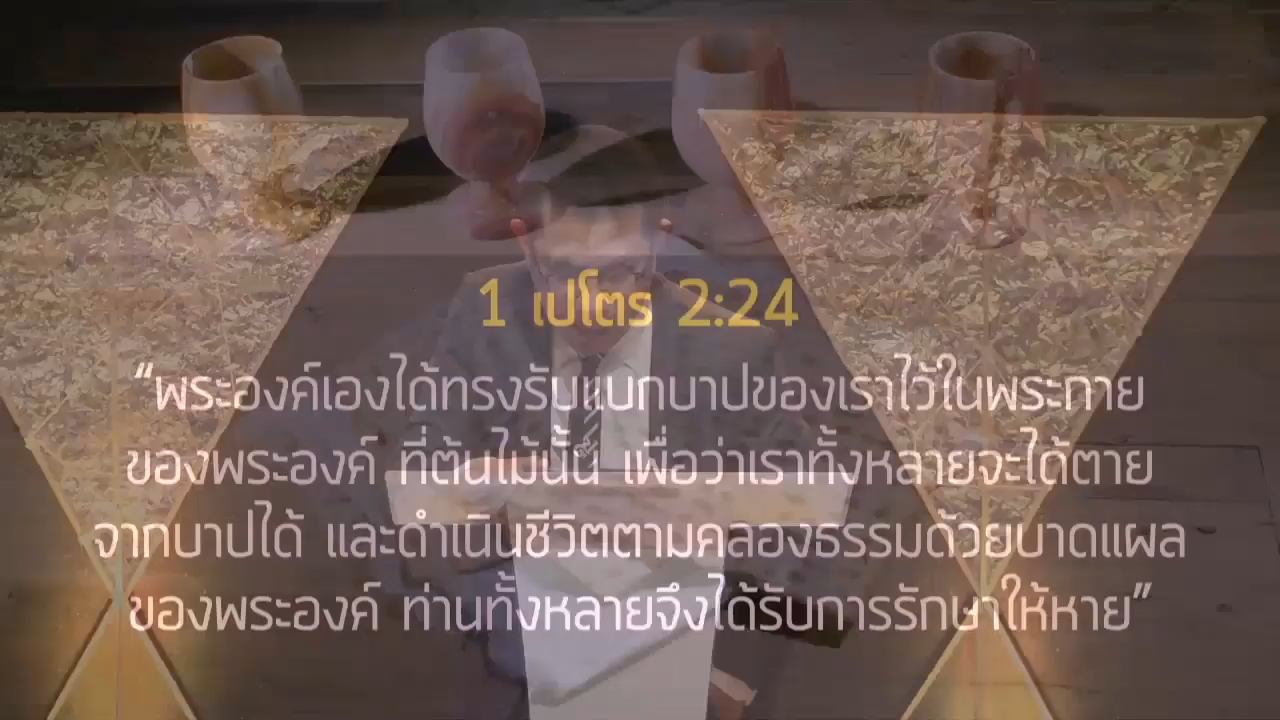 1 เปโตร 2:24
“พระองค์เองได้ทรงรับแบกบาปของเราไว้ในพระกาย
ของพระองค์ ที่ต้นไม้นั้น เพื่อว่าเราทั้งหลายจะได้ตาย
จากบาปได้ และดำเนินชีวิตตามคลองธรรมด้วยบาดแผล
ของพระองค์ ท่านทั้งหลายจึงได้รับการรักษาให้หาย”